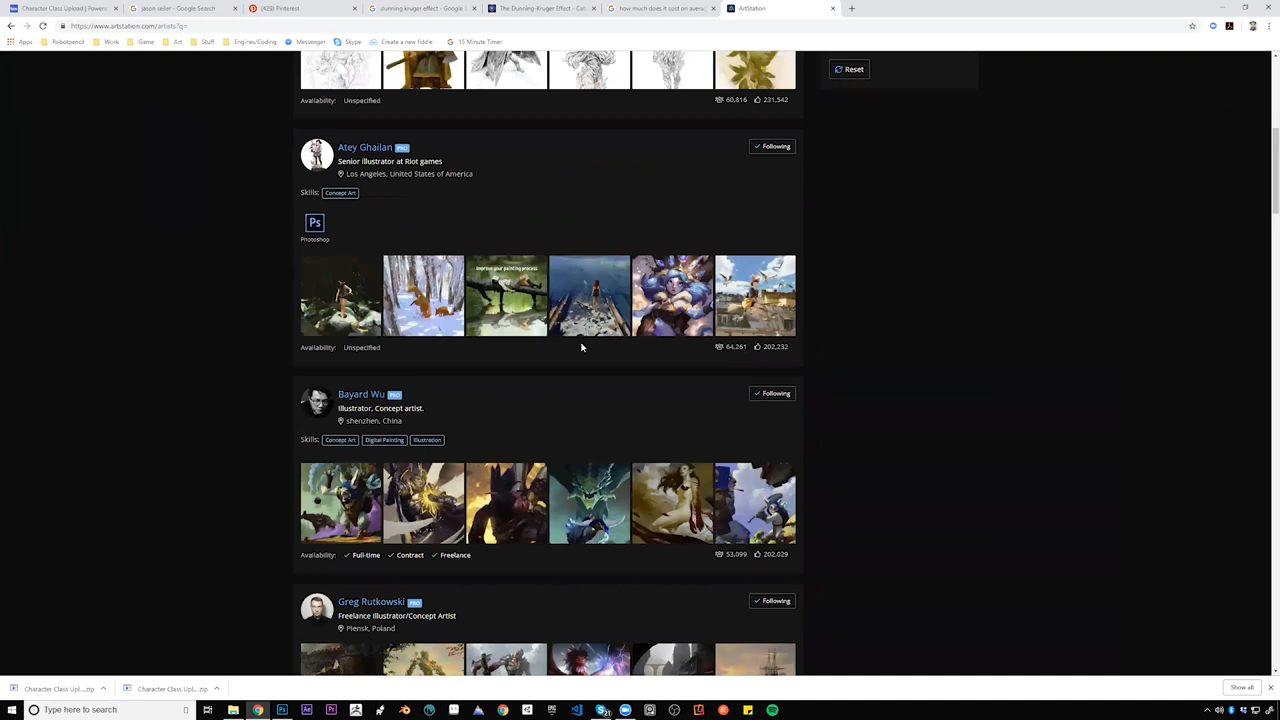 Character Class Upload | Powere
jason seiler - Google Search
(429) Pinterest
dunning kruger effect - Google
The Dunning-Kruger Effect - Cal
how much does it cost on averag
ArtStation
https://www.artstation.com/artists?q=
Apps
Robotpencil
Work
Game
Art
Stuff
Engines/Coding
Messenger
Skype
Create a new fiddle
15 Minute Timer
Reset
Availability: Unspecified
60,816
231,542
Atey Ghailan PRO
Following
Senior Illustrator at Riot games
Los Angeles, United States of America
Skills: Concept Art
Ps
Photoshop
Improve your painting process
Availability: Unspecified
64,261
202,232
Bayard Wu PRO
Following
Illustrator, Concept artist.
shenzhen, China
Skills: Concept Art Digital Painting Illustration
Availability: Full-time Contract Freelance
53,099
202,029
Greg Rutkowski PRO
Following
Freelance Illustrator/Concept Artist
Plensk, Poland
Character Class Upl....zip
Character Class Upl....zip
Show all
Type here to search
Ps
Ae
Pr